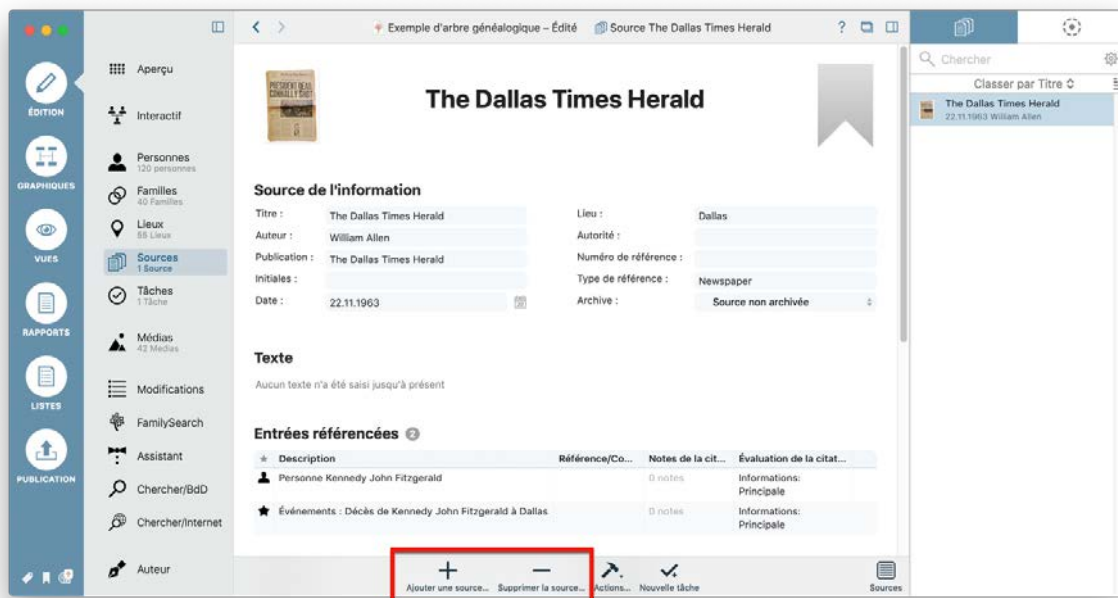 Exemple d'arbre généalogique – Édité
Source The Dallas Times Herald
?
ÉDITION
GRAPHIQUES
VUES
RAPPORTS
LISTES
PUBLICATION
Aperçu
Interactif
Personnes
120 personnes
Familles
40 Familles
Lieux
55 Lieux
Sources
1 Source
Tâches
1 Tâche
Médias
42 Médias
Modifications
FamilySearch
Assistant
Chercher/BdD
Chercher/Internet
Auteur
PRESIDENT DEAD,
CONNALLY SHOT
The Dallas Times Herald
Source de l'information
Titre : The Dallas Times Herald
Auteur : William Allen
Publication : The Dallas Times Herald
Initiales :
Date : 22.11.1963
Lieu : Dallas
Autorité :
Numéro de référence :
Type de référence : Newspaper
Archive : Source non archivée
Texte
Aucun texte n'a été saisi jusqu'à présent
Entrées référencées 2
Description Référence/Co... Notes de la cit... Évaluation de la citat...
Personne Kennedy John Fitzgerald 0 notes Informations:
Principale
Événements : Décès de Kennedy John Fitzgerald à Dallas 0 notes Informations:
Principale
Ajouter une source... Supprimer la source... Actions... Nouvelle tâche Sources
Chercher
Classer par Titre
The Dallas Times Herald
22.11.1963 William Allen